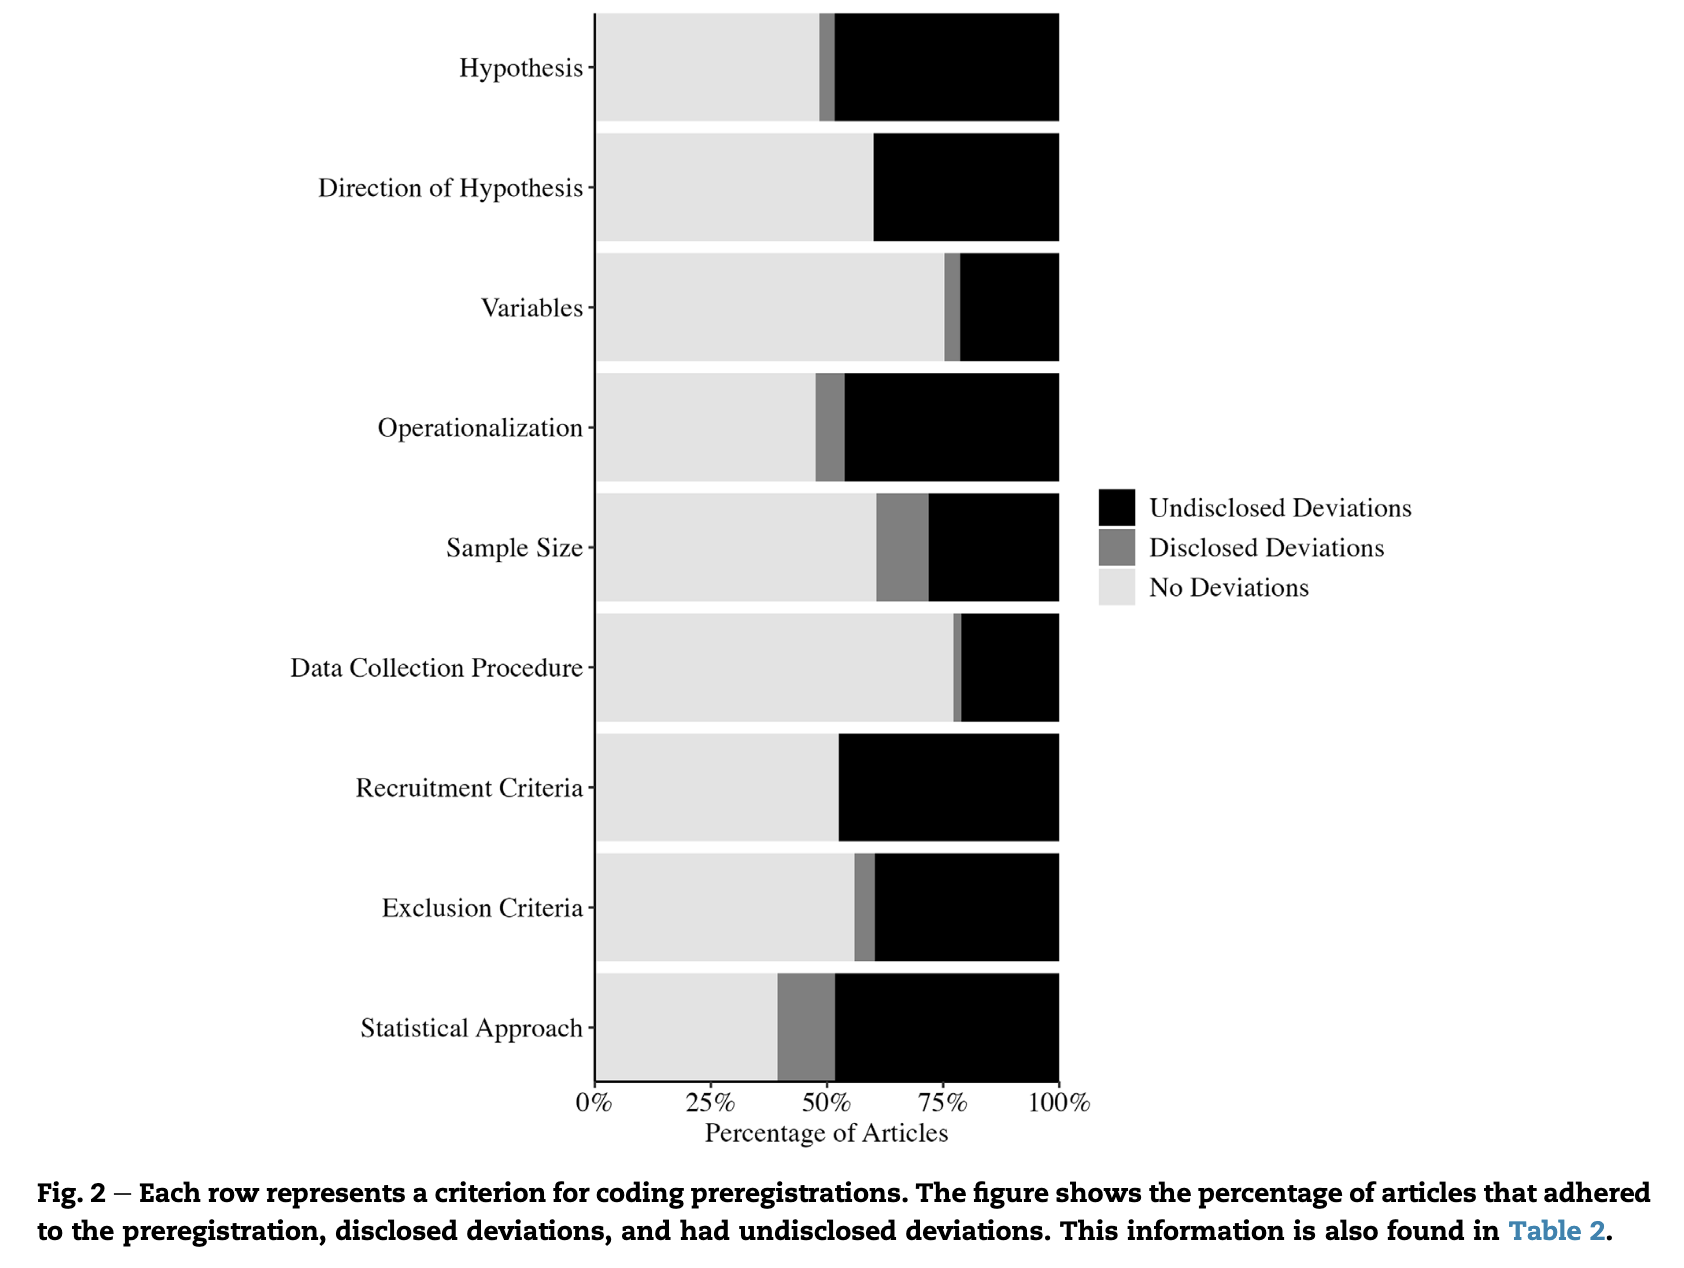 Hypothesis
Direction of Hypothesis
Variables
Operationalization
Sample Size
Data Collection Procedure
Recruitment Criteria
Exclusion Criteria
Statistical Approach
0% 25% 50% 75% 100%
Percentage of Articles
Undisclosed Deviations
Disclosed Deviations
No Deviations
Fig. 2 – Each row represents a criterion for coding preregistrations. The figure shows the percentage of articles that adhered
to the preregistration, disclosed deviations, and had undisclosed deviations. This information is also found in Table 2.